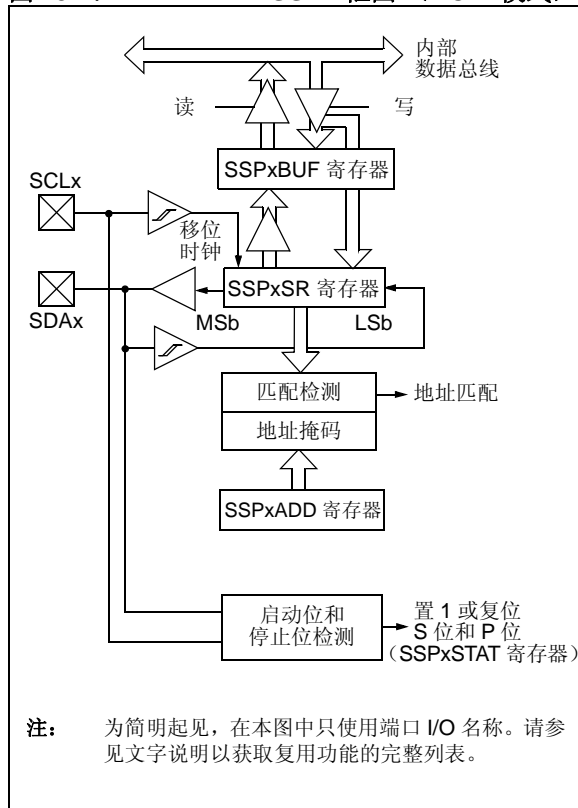 内部
数据总线
读
写
SSPxBUF 寄存器
SCLx
移位
时钟
SSPxSR 寄存器
SDAx
MSb
LSb
匹配检测
地址匹配
地址掩码
SSPxADD 寄存器
启动位和
停止位检测
置 1 或复位
S 位和 P 位
（SSPxSTAT 寄存器）
注： 为简明起见，在本图中只使用端口 I/O 名称。请参
见文字说明以获取复用功能的完整列表。